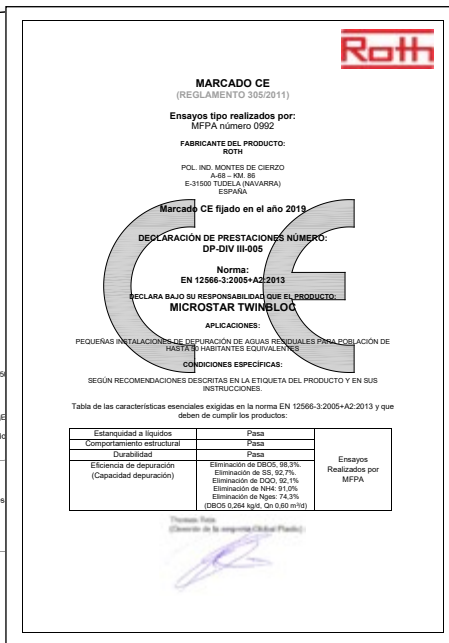 Roth
MARCADO CE
(REGLAMENTO 305/2011)
Ensayos tipo realizados por:
MFPA número 0992
FABRICANTE DEL PRODUCTO:
ROTH
POL. IND. MONTES DE CIERZO
A-68 – KM. 86
E-31500 TUDELA (NAVARRA)
ESPAÑA
Marcado CE fijado en el año 2019
DECLARACIÓN DE PRESTACIONES NÚMERO:
DP-DIV III-005
Norma:
EN 12566-3:2005+A2:2013
DECLARA BAJO SU RESPONSABILIDAD QUE EL PRODUCTO:
MICROSTAR TWINBLOC
APLICACIONES:
PEQUEÑAS INSTALACIONES DE DEPURACIÓN DE AGUAS RESIDUALES PARA POBLACIÓN DE
HASTA 50 HABITANTES EQUIVALENTES
CONDICIONES ESPECÍFICAS:
SEGÚN RECOMENDACIONES DESCRITAS EN LA ETIQUETA DEL PRODUCTO Y EN SUS
INSTRUCCIONES.
Tabla de las características esenciales exigidas en la norma EN 12566-3:2005+A2:2013 y que
deben de cumplir los productos:
Estanquidad a líquidos Pasa
Comportamiento estructural Pasa
Durabilidad Pasa
Eficiencia de depuración
(Capacidad depuración)
Eliminación de DBO5, 98,3%.
Eliminación de SS, 92,7%.
Eliminación de DQO, 92,1%
Eliminación de NH4: 91,0%
Eliminación de Nges: 74,3%
(DBO5 0,264 kg/d, Qn 0,60 m³/d)
Ensayos
Realizados por
MFPA